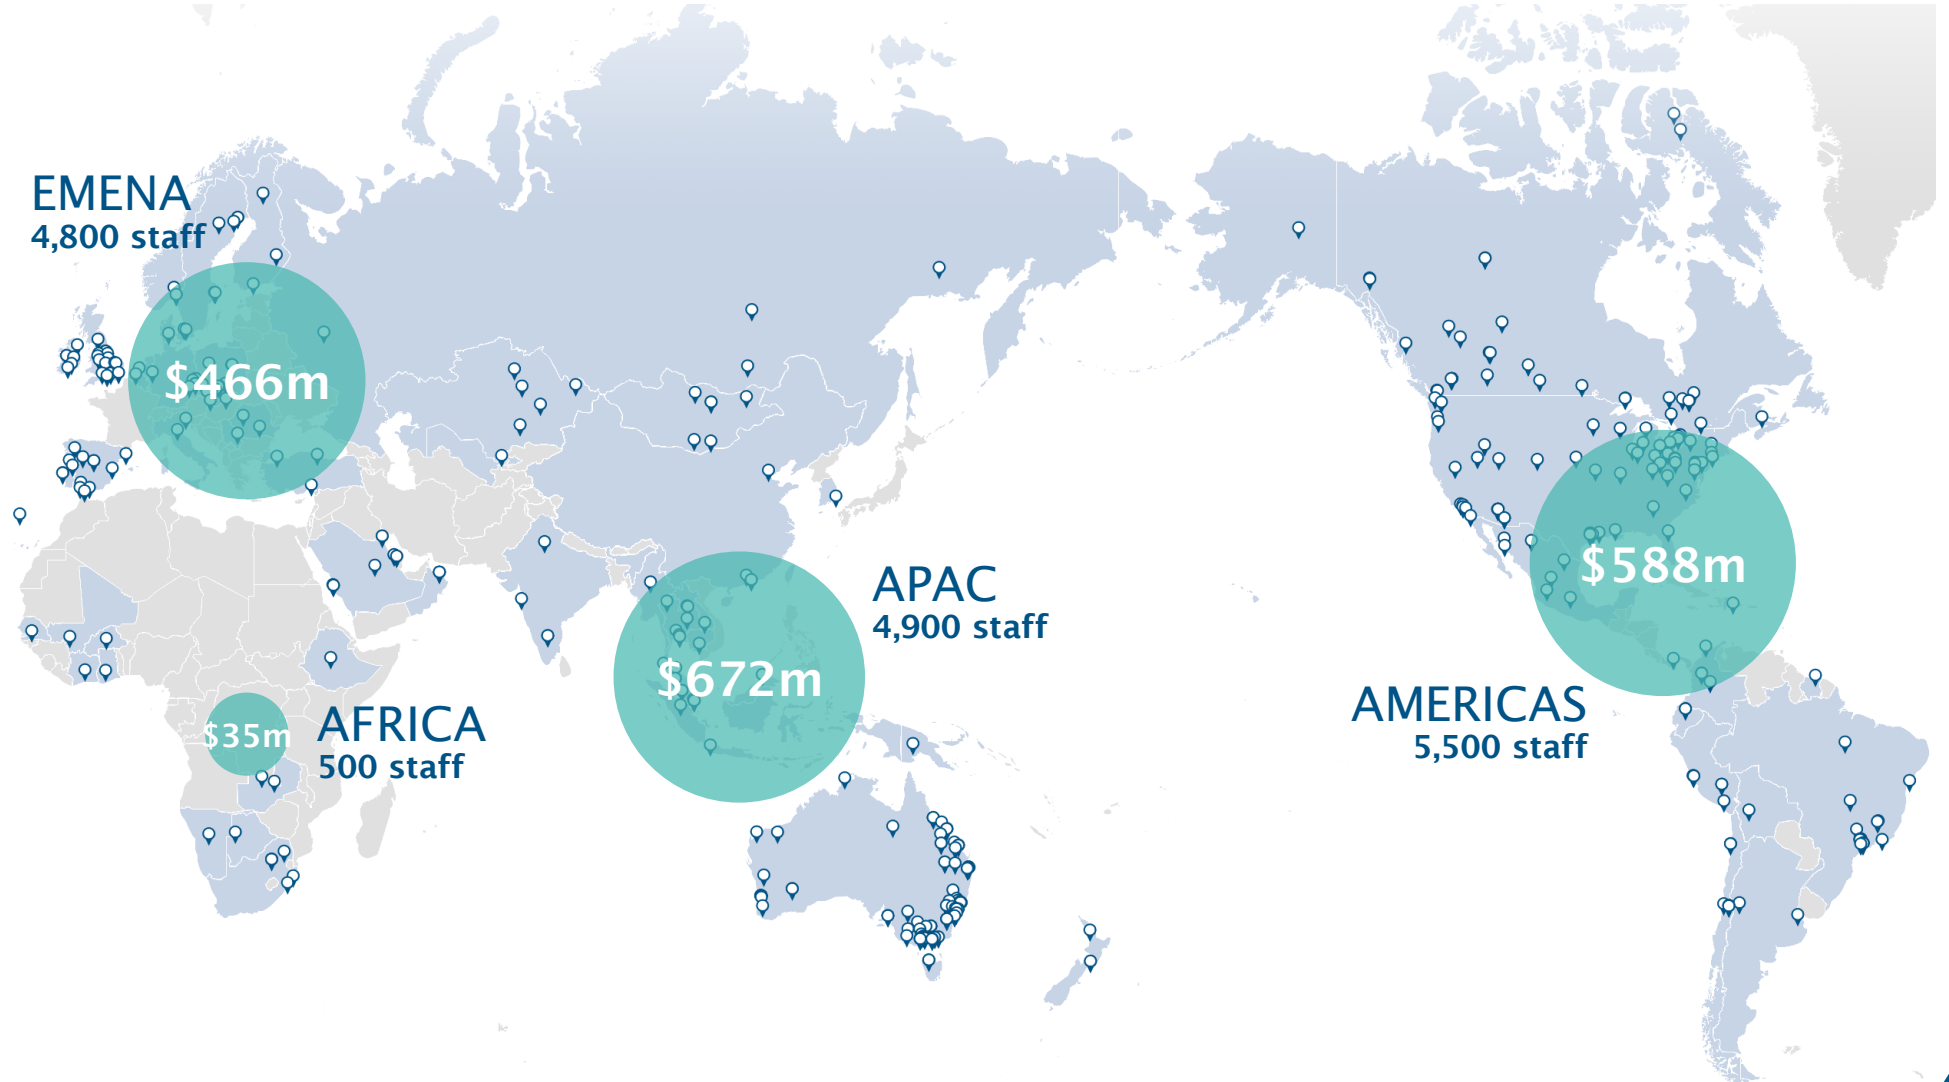 EMENA
4,800 staff
$466m
APAC
4,900 staff
$672m
$588m
AMERICAS
5,500 staff
$35m
AFRICA
500 staff